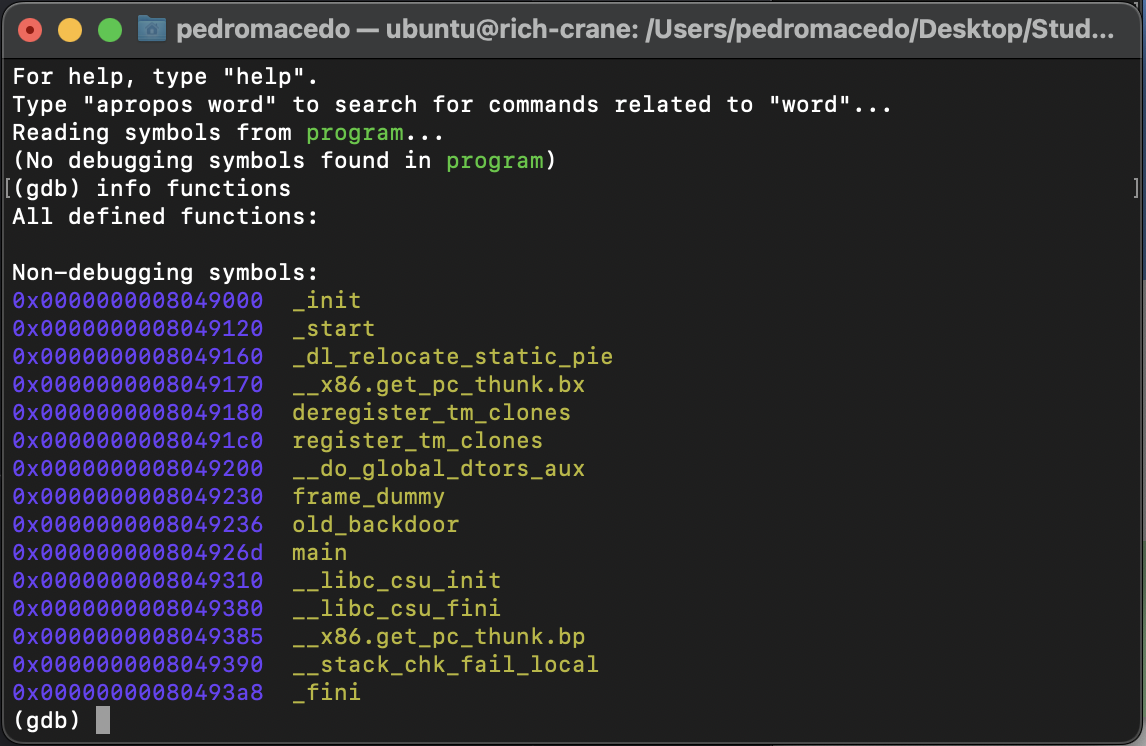 pedromacedo — ubuntu@rich-crane: /Users/pedromacedo/Desktop/Stud...
For help, type "help".
Type "apropos word" to search for commands related to "word"...
Reading symbols from program...
(No debugging symbols found in program)
[(gdb) info functions ]
All defined functions:

Non-debugging symbols:
0x0000000008049000  _init
0x0000000008049120  _start
0x0000000008049160  _dl_relocate_static_pie
0x0000000008049170  __x86.get_pc_thunk.bx
0x0000000008049180  deregister_tm_clones
0x00000000080491c0  register_tm_clones
0x0000000008049200  __do_global_dtors_aux
0x0000000008049230  frame_dummy
0x0000000008049236  old_backdoor
0x000000000804926d  main
0x0000000008049310  __libc_csu_init
0x0000000008049380  __libc_csu_fini
0x0000000008049385  __x86.get_pc_thunk.bp
0x0000000008049390  __stack_chk_fail_local
0x00000000080493a8  _fini
(gdb)